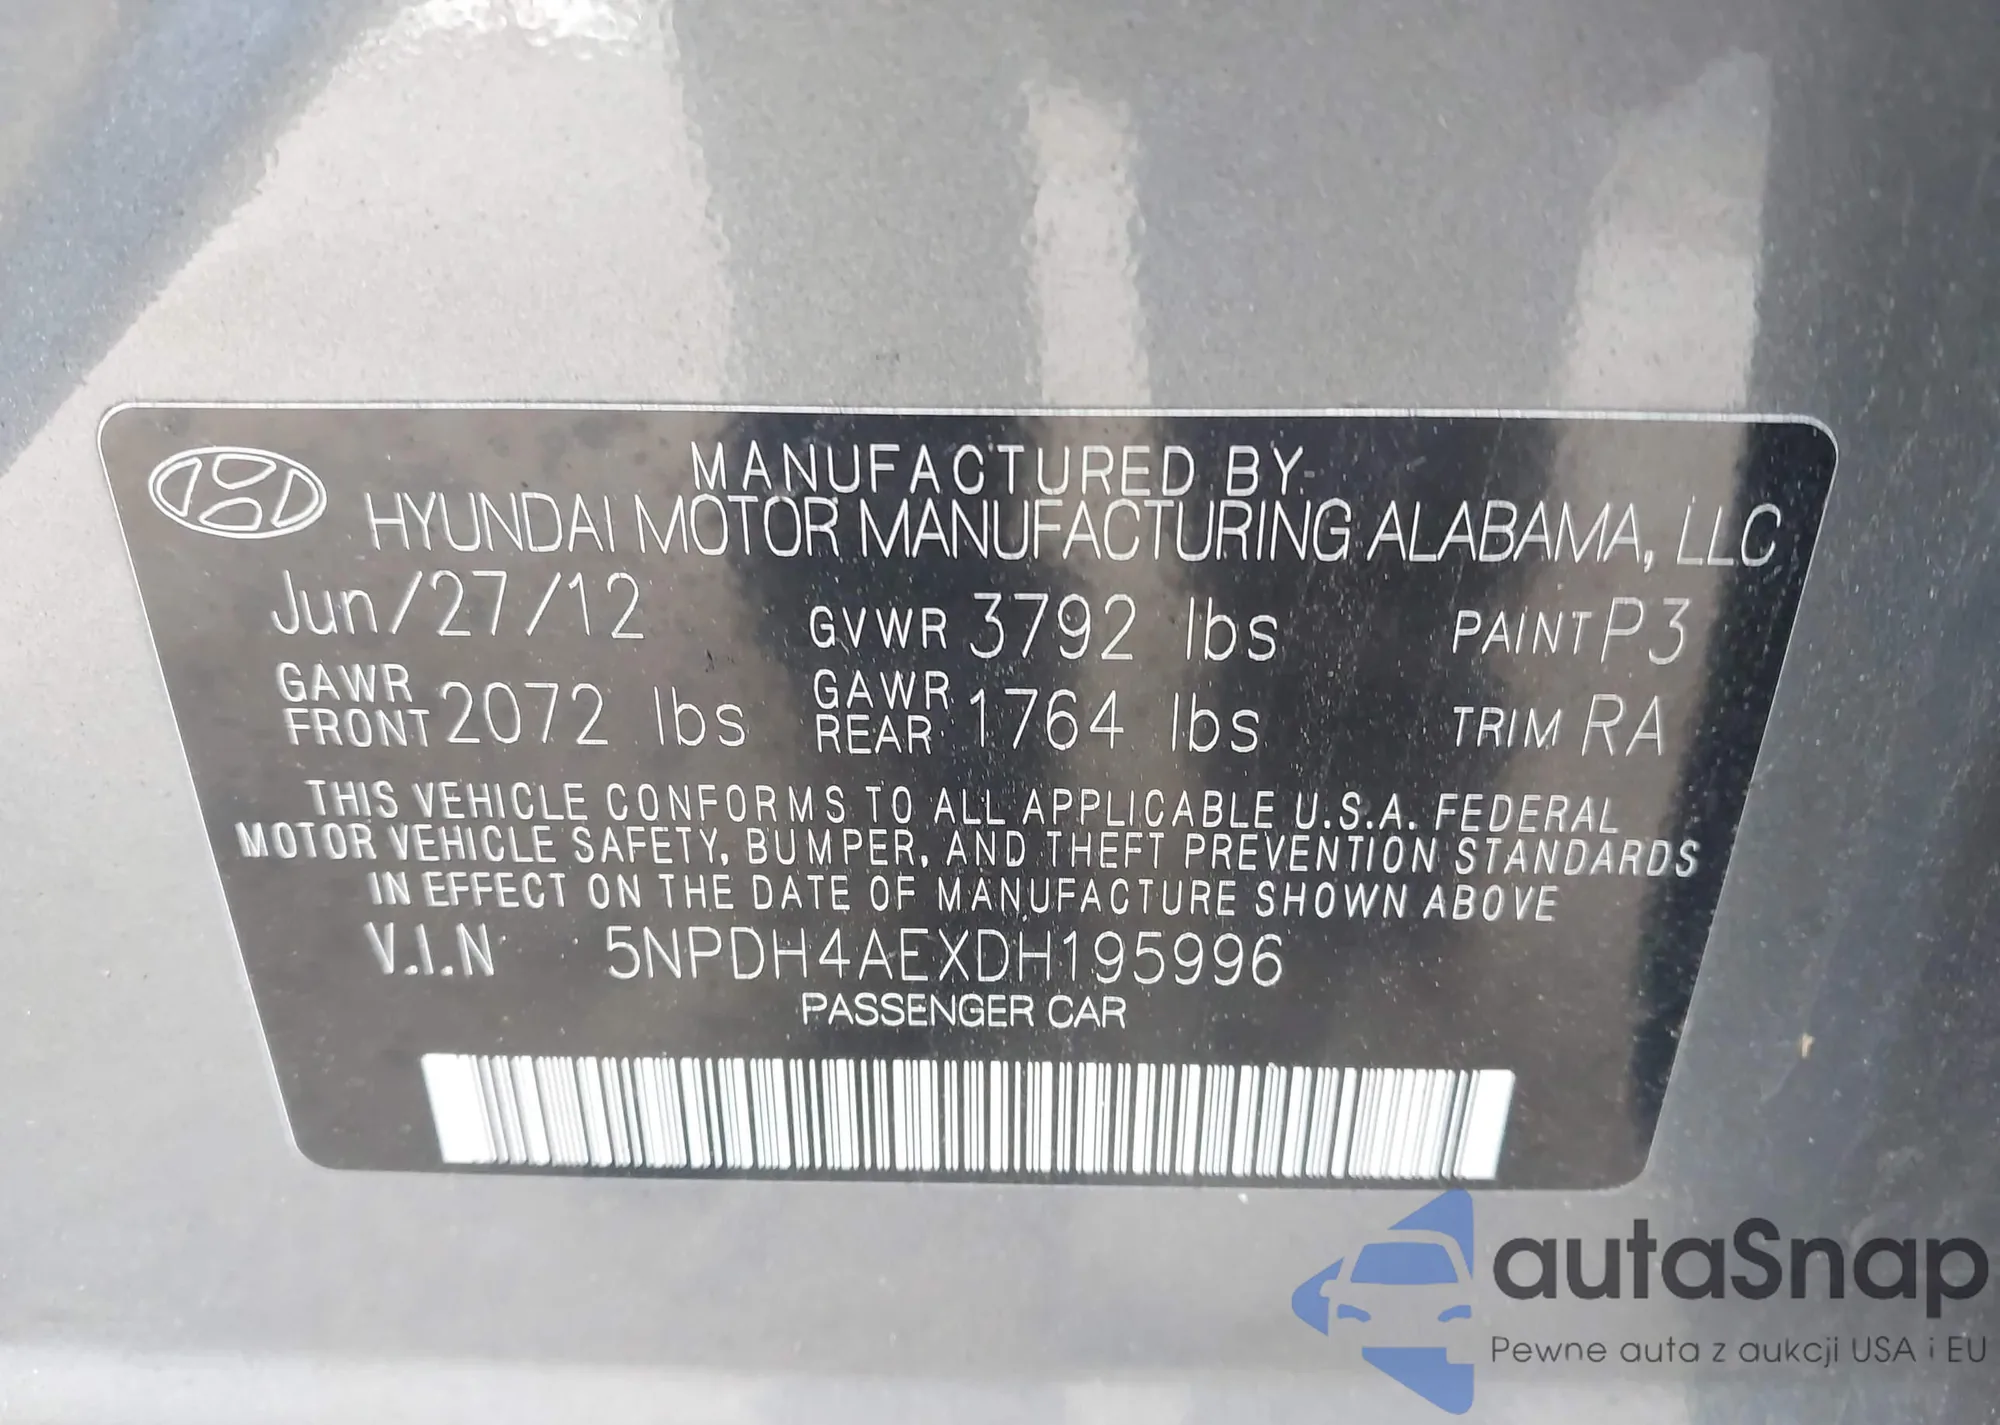 MANUFACTURED BY
HYUNDAI MOTOR MANUFACTURING ALABAMA, LLC
Jun/27/12 GVWR 3792 lbs PAINT P3
GAWR FRONT 2072 lbs GAWR REAR 1764 lbs TRIM RA
THIS VEHICLE CONFORMS TO ALL APPLICABLE U.S.A. FEDERAL
MOTOR VEHICLE SAFETY, BUMPER, AND THEFT PREVENTION STANDARDS
IN EFFECT ON THE DATE OF MANUFACTURE SHOWN ABOVE
V.I.N 5NPDH4AEXDH195996
PASSENGER CAR
autaSnap
Pewne auta z aukcji USA i EU